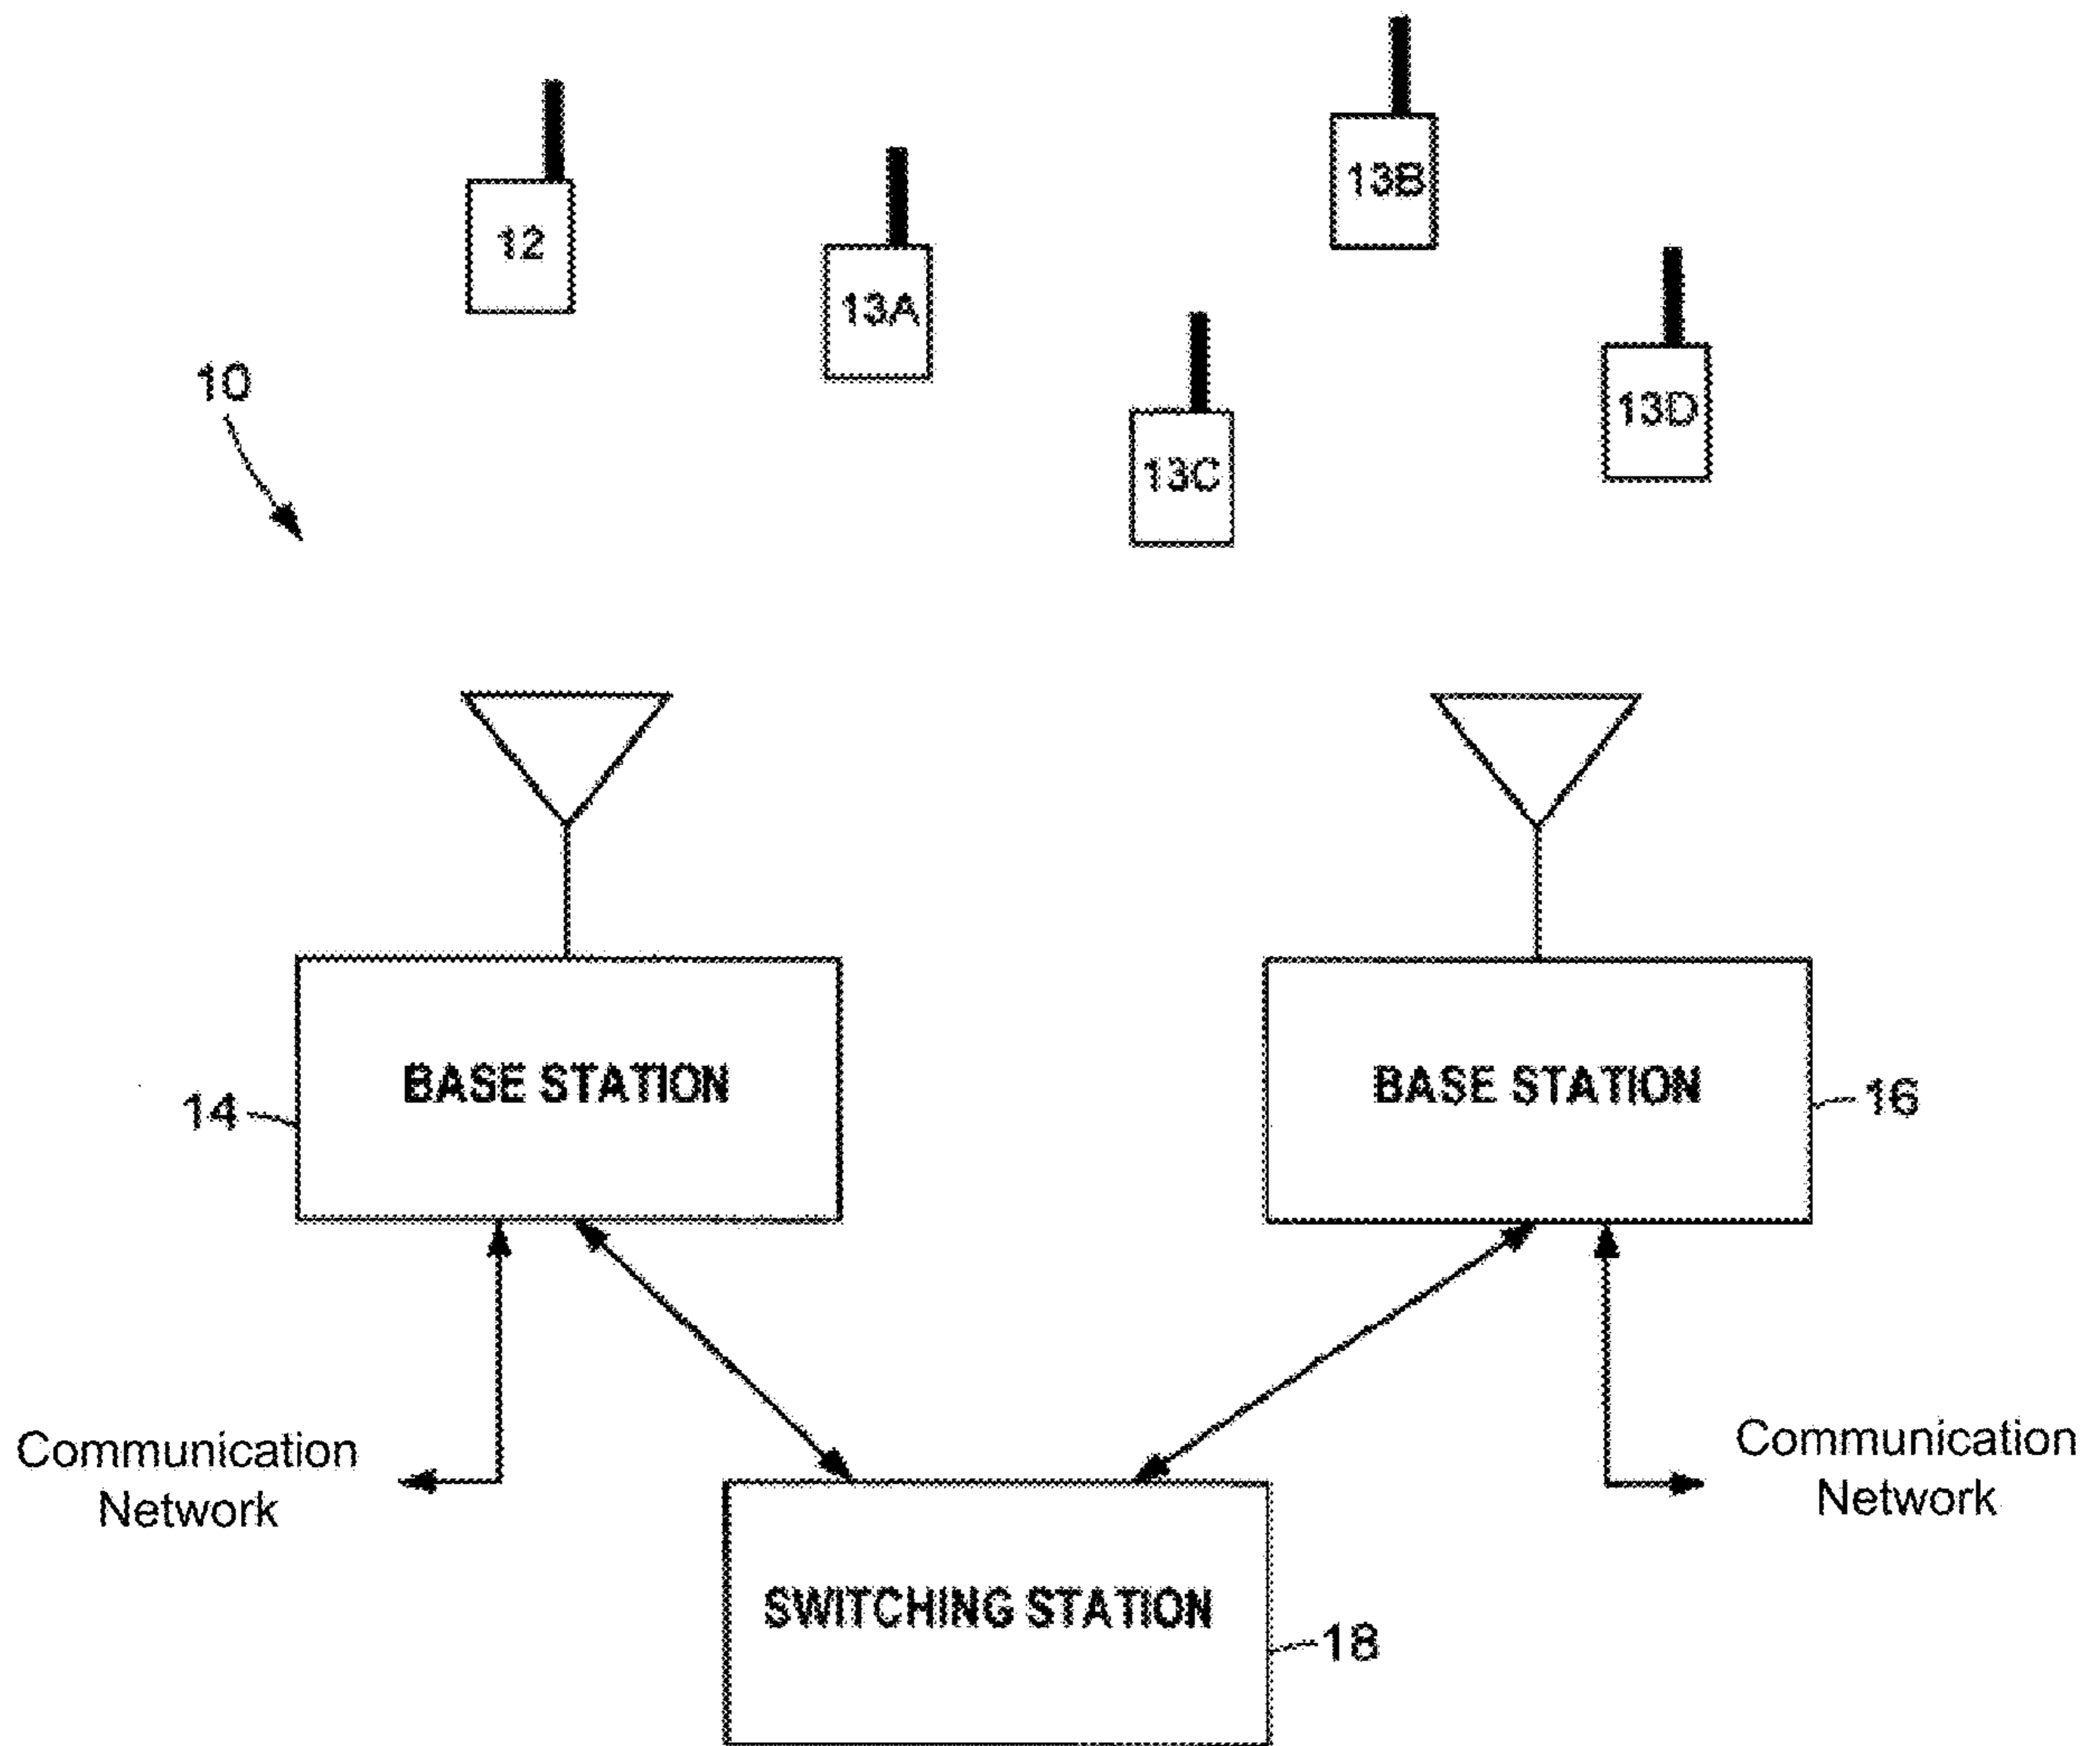 13B
12
13A
10
13D
13C
BASE STATION
BASE STATION
14
16
Communication
Network
Communication
Network
SWITCHING STATION
18